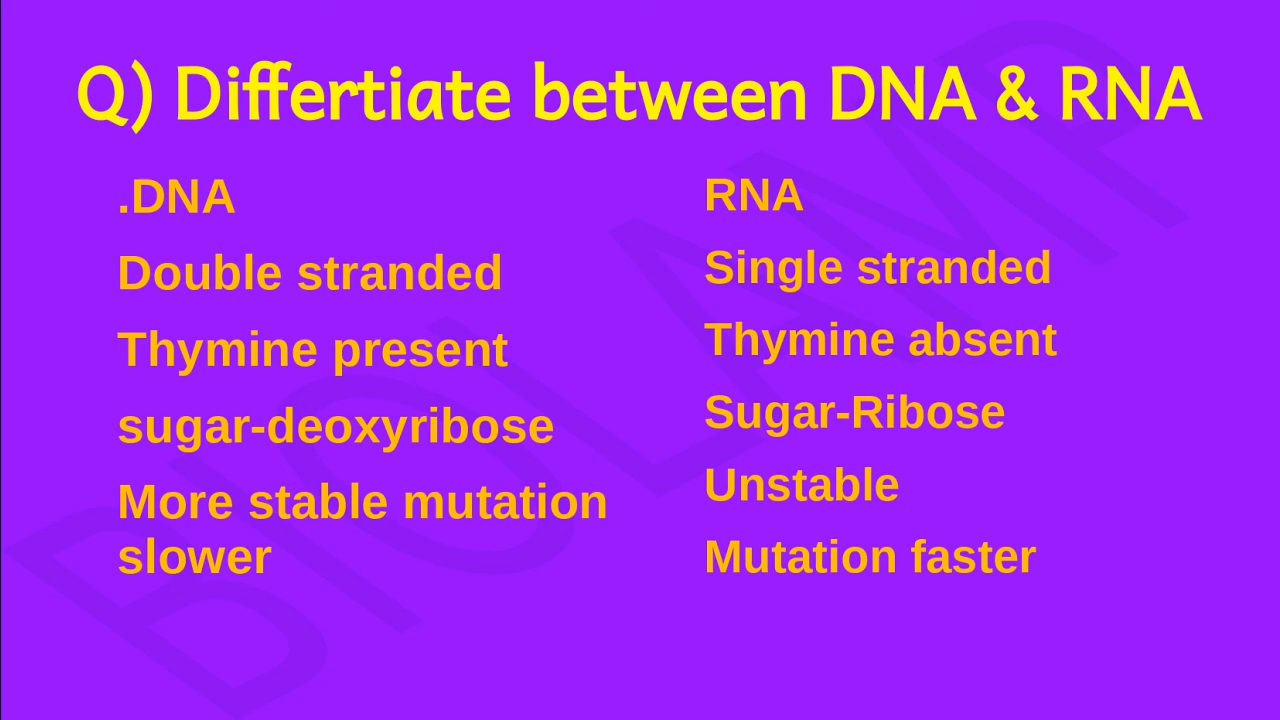 Q) Differtiate between DNA & RNA
.DNA
Double stranded
Thymine present
sugar-deoxyribose
More stable mutation
slower
RNA
Single stranded
Thymine absent
Sugar-Ribose
Unstable
Mutation faster
BIOLAMP